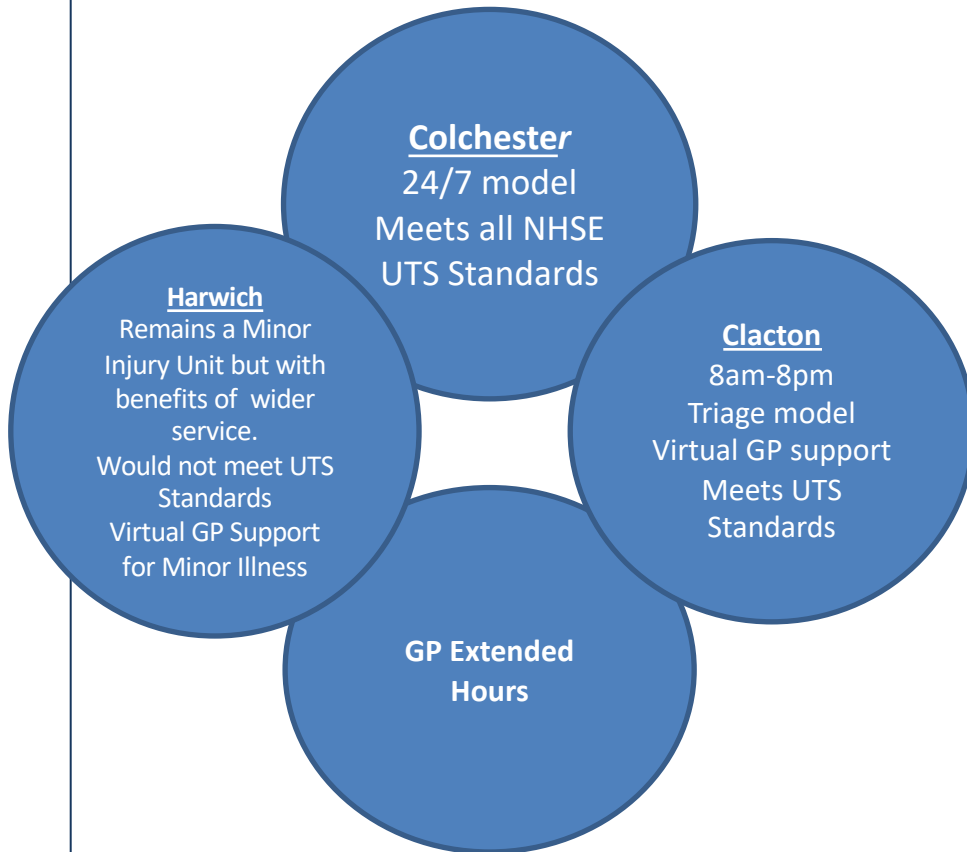 Colchester
24/7 model
Meets all NHSE
UTS Standards
Harwich
Remains a Minor
Injury Unit but with
benefits of wider
service.
Would not meet UTS
Standards
Virtual GP Support
for Minor Illness
Clacton
8am-8pm
Triage model
Virtual GP support
Meets UTS
Standards
GP Extended
Hours